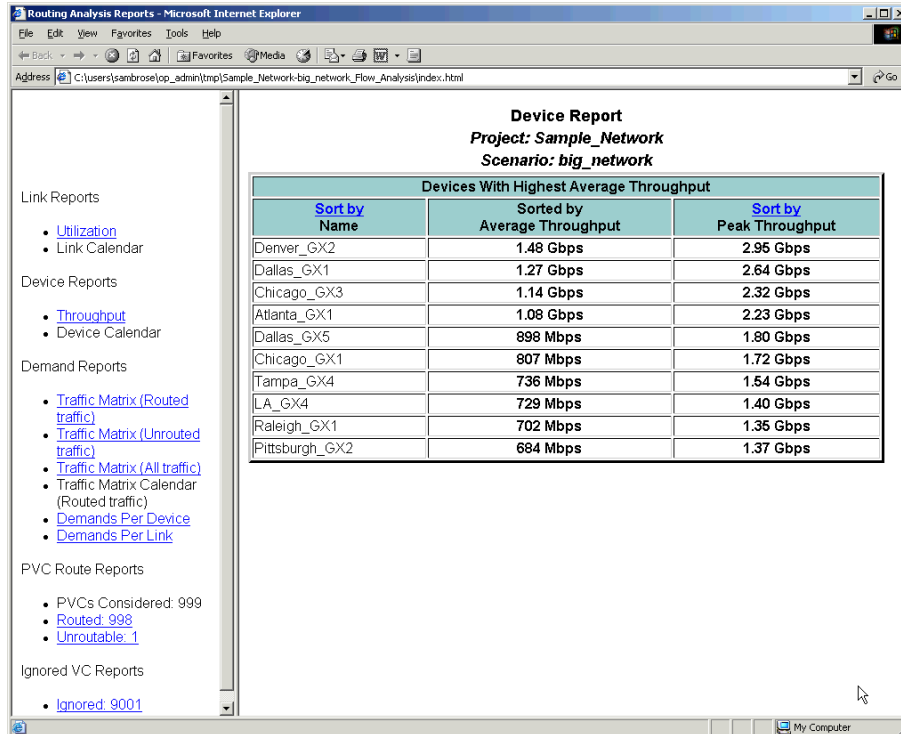 Routing Analysis Reports - Microsoft Internet Explorer
File Edit View Favorites Tools Help
Back Favorites Media
Address C:\users\sambrose\op_admin\tmp\Sample_Network-big_network_Flow_Analysis\index.html Go
Link Reports
Utilization
Link Calendar
Device Reports
Throughput
Device Calendar
Demand Reports
Traffic Matrix (Routed
traffic)
Traffic Matrix (Unrouted
traffic)
Traffic Matrix (All traffic)
Traffic Matrix Calendar
(Routed traffic)
Demands Per Device
Demands Per Link
PVC Route Reports
PVCs Considered: 999
Routed: 998
Unroutable: 1
Ignored VC Reports
Ignored: 9001
Device Report
Project: Sample_Network
Scenario: big_network
Devices With Highest Average Throughput
Sort by Sorted by Sort by
Name Average Throughput Peak Throughput
Denver_GX2 1.48 Gbps 2.95 Gbps
Dallas_GX1 1.27 Gbps 2.64 Gbps
Chicago_GX3 1.14 Gbps 2.32 Gbps
Atlanta_GX1 1.08 Gbps 2.23 Gbps
Dallas_GX5 898 Mbps 1.80 Gbps
Chicago_GX1 807 Mbps 1.72 Gbps
Tampa_GX4 736 Mbps 1.54 Gbps
LA_GX4 729 Mbps 1.40 Gbps
Raleigh_GX1 702 Mbps 1.35 Gbps
Pittsburgh_GX2 684 Mbps 1.37 Gbps
My Computer